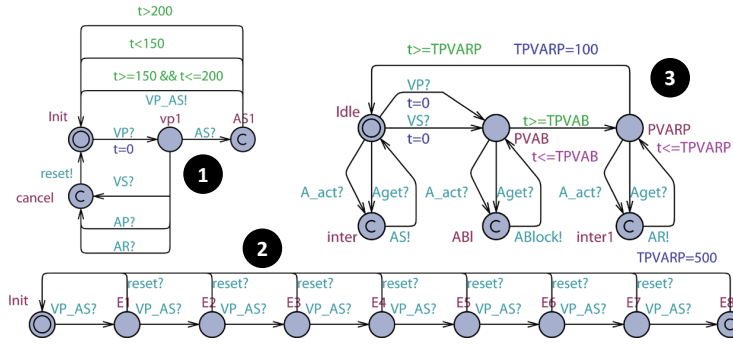 t>200
t<150
t>=150 && t<=200
VP_AS!
Init
VP?
t=0
vp1
AS?
AS1
C
1
reset!
VS?
cancel
C
AP?
AR?
t>=TPVARP
TPVARP=100
3
Idle
VP?
t=0
VS?
t=0
t>=TPVAB
PVAB
t<=TPVAB
PVARP
t<=TPVARP
A_act?
Aget?
A_act?
Aget?
A_act?
Aget?
C
C
C
inter
AS!
ABl
ABlock!
inter1
AR!
2
TPVARP=500
Init
reset?
reset?
reset?
reset?
reset?
reset?
reset?
E1
E2
E3
E4
E5
E6
E7
E8
VP_AS?
VP_AS?
VP_AS?
VP_AS?
VP_AS?
VP_AS?
VP_AS?
VP_AS?
C